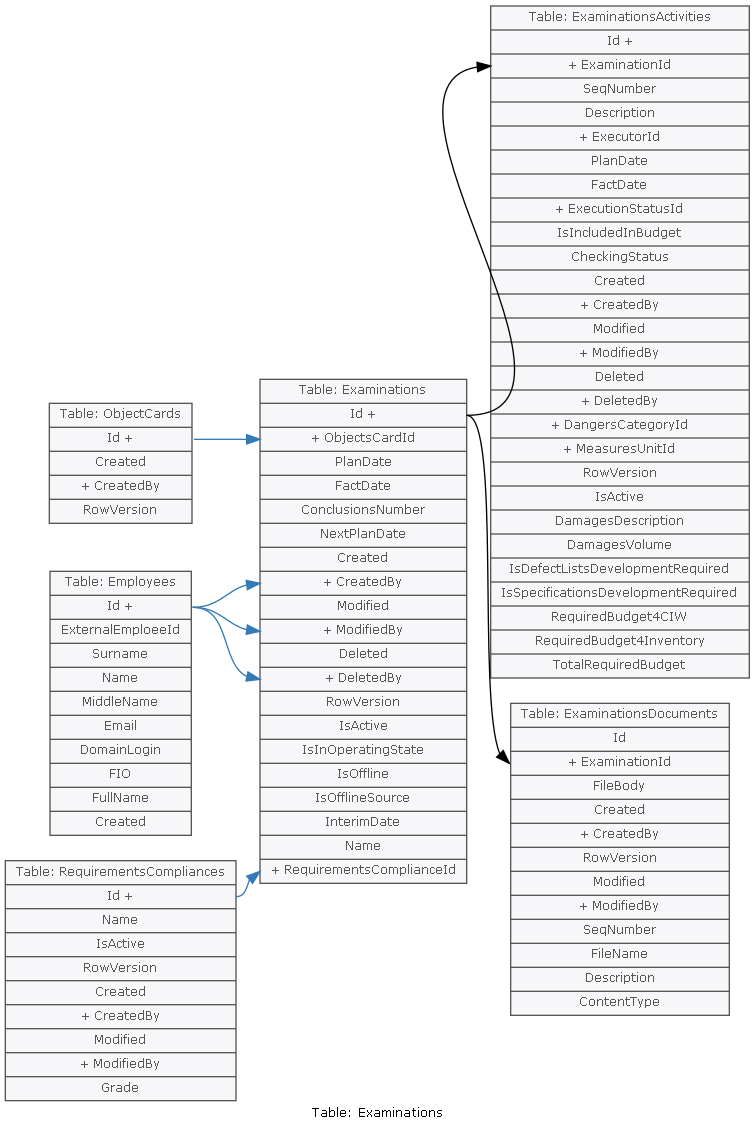 Table: ExaminationsActivities
Id +
+ ExaminationId
SeqNumber
Description
+ ExecutorId
PlanDate
FactDate
+ ExecutionStatusId
IsIncludedInBudget
CheckingStatus
Created
+ CreatedBy
Modified
+ ModifiedBy
Deleted
+ DeletedBy
+ DangersCategoryId
+ MeasuresUnitId
RowVersion
IsActive
DamagesDescription
DamagesVolume
IsDefectListsDevelopmentRequired
IsSpecificationsDevelopmentRequired
RequiredBudget4CIW
RequiredBudget4Inventory
TotalRequiredBudget
Table: Examinations
Id +
+ ObjectsCardId
PlanDate
FactDate
ConclusionsNumber
NextPlanDate
Created
+ CreatedBy
Modified
+ ModifiedBy
Deleted
+ DeletedBy
RowVersion
IsActive
IsInOperatingState
IsOffline
IsOfflineSource
InterimDate
Name
+ RequirementsComplianceId
Table: ObjectCards
Id +
Created
+ CreatedBy
RowVersion
Table: Employees
Id +
ExternalEmploeeId
Surname
Name
MiddleName
Email
DomainLogin
FIO
FullName
Created
Table: RequirementsCompliances
Id +
Name
IsActive
RowVersion
Created
+ CreatedBy
Modified
+ ModifiedBy
Grade
Table: ExaminationsDocuments
Id
+ ExaminationId
FileBody
Created
+ CreatedBy
RowVersion
Modified
+ ModifiedBy
SeqNumber
FileName
Description
ContentType
Table: Examinations